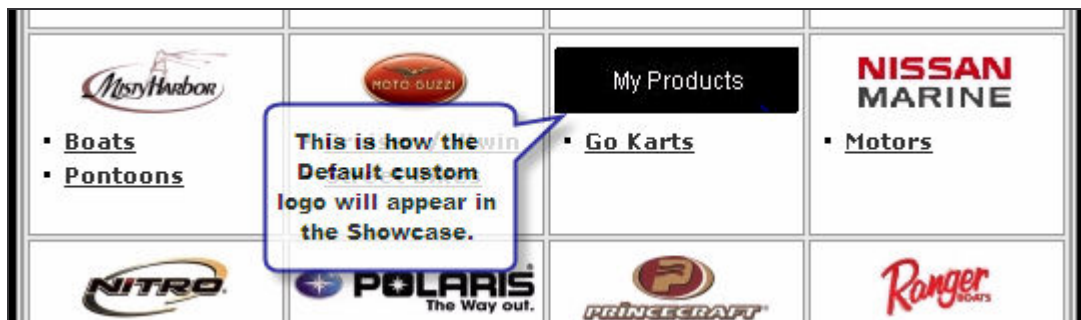 MistyHarbor
MOTO GUZZI
My Products
NISSAN
MARINE
▪ Boats
▪ Pontoons
▪ Go Karts
▪ Motors
This is how the
Default custom
logo will appear in
the Showcase.
NITRO.
POLARIS
The Way out.
PRINCECRAFT
Ranger
BOATS